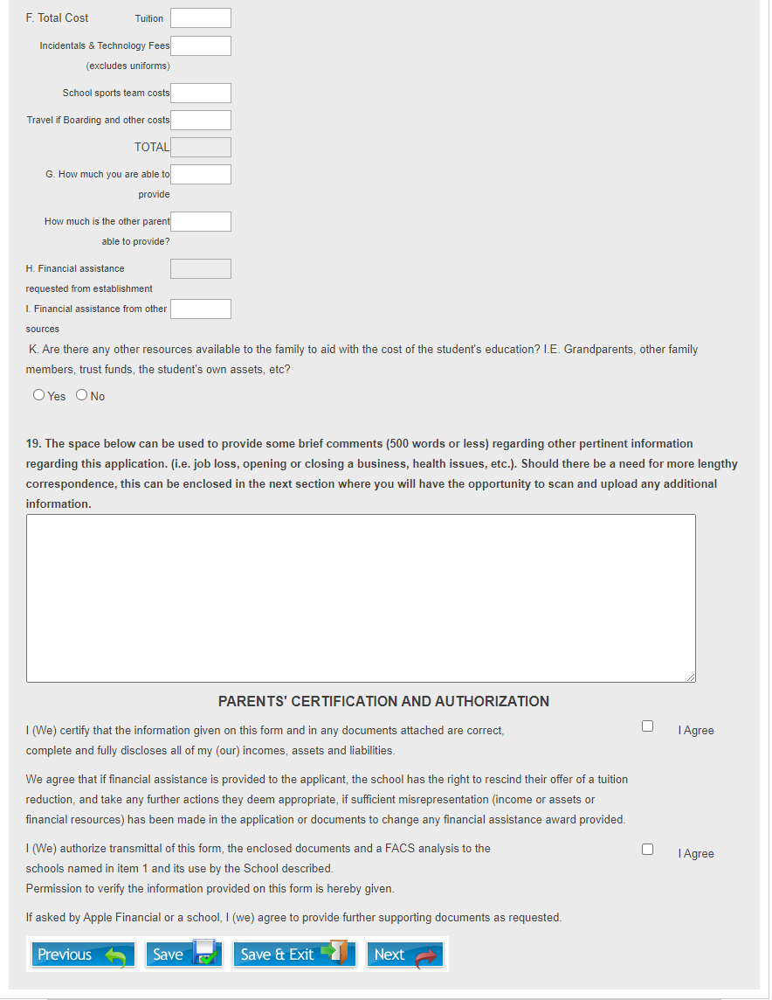 F. Total Cost Tuition
Incidentals & Technology Fees
(excludes uniforms)
School sports team costs
Travel if Boarding and other costs
TOTAL
G. How much you are able to
provide
How much is the other parent
able to provide?
H. Financial assistance
requested from establishment
I. Financial assistance from other
sources
K. Are there any other resources available to the family to aid with the cost of the student's education? I.E. Grandparents, other family
members, trust funds, the student's own assets, etc?
Yes No
19. The space below can be used to provide some brief comments (500 words or less) regarding other pertinent information
regarding this application. (i.e. job loss, opening or closing a business, health issues, etc.). Should there be a need for more lengthy
correspondence, this can be enclosed in the next section where you will have the opportunity to scan and upload any additional
information.
PARENTS' CERTIFICATION AND AUTHORIZATION
I (We) certify that the information given on this form and in any documents attached are correct, I Agree
complete and fully discloses all of my (our) incomes, assets and liabilities.
We agree that if financial assistance is provided to the applicant, the school has the right to rescind their offer of a tuition
reduction, and take any further actions they deem appropriate, if sufficient misrepresentation (income or assets or
financial resources) has been made in the application or documents to change any financial assistance award provided.
I (We) authorize transmittal of this form, the enclosed documents and a FACS analysis to the I Agree
schools named in item 1 and its use by the School described.
Permission to verify the information provided on this form is hereby given.
If asked by Apple Financial or a school, I (we) agree to provide further supporting documents as requested.
Previous Save Save & Exit Next